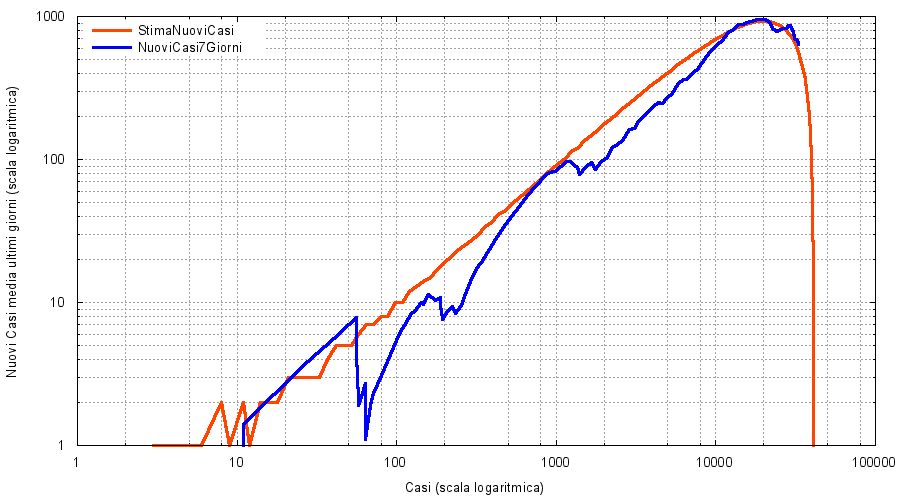 1000
100
10
1
StimaNuoviCasi
NuoviCasi7Giorni
Nuovi Casi media ultimi giorni (scala logaritmica)
1 10 100 1000 10000 100000
Casi (scala logaritmica)